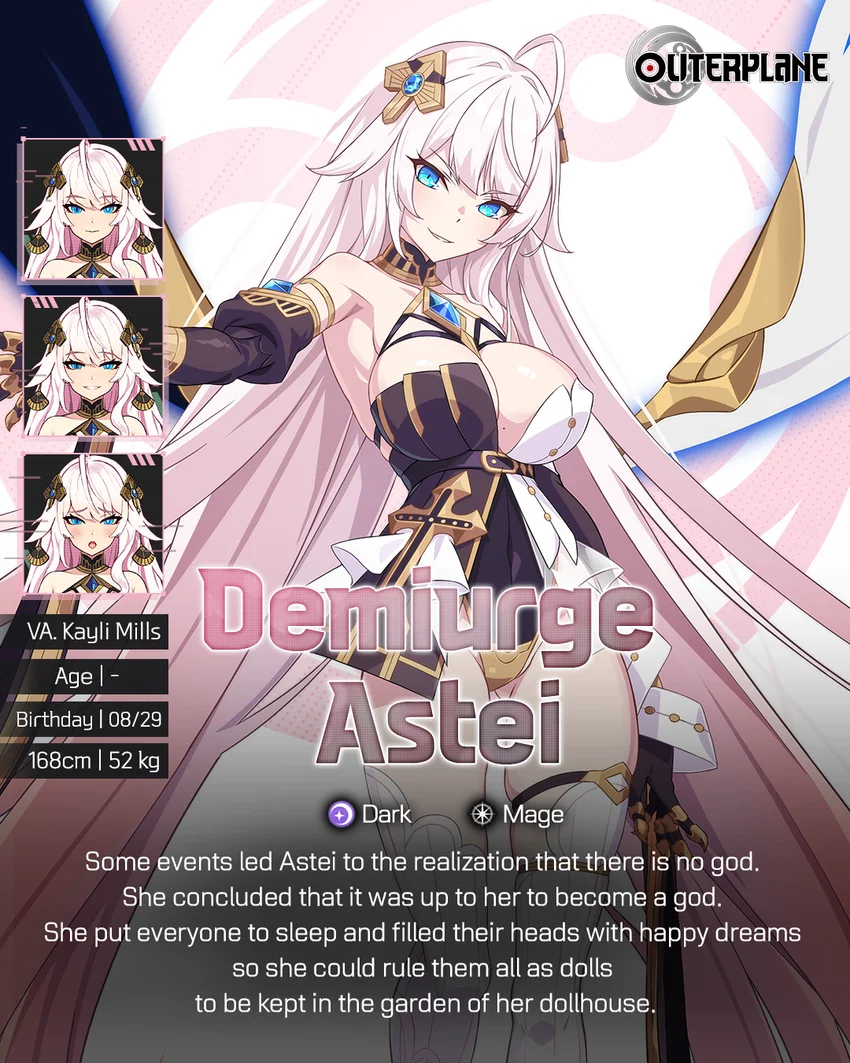 OUTERPLANE
VA. Kayli Mills
Age | -
Birthday | 08/29
168cm | 52 kg
Demiurge
Astei
Dark
Mage
Some events led Astei to the realization that there is no god.
She concluded that it was up to her to become a god.
She put everyone to sleep and filled their heads with happy dreams
so she could rule them all as dolls
to be kept in the garden of her dollhouse.